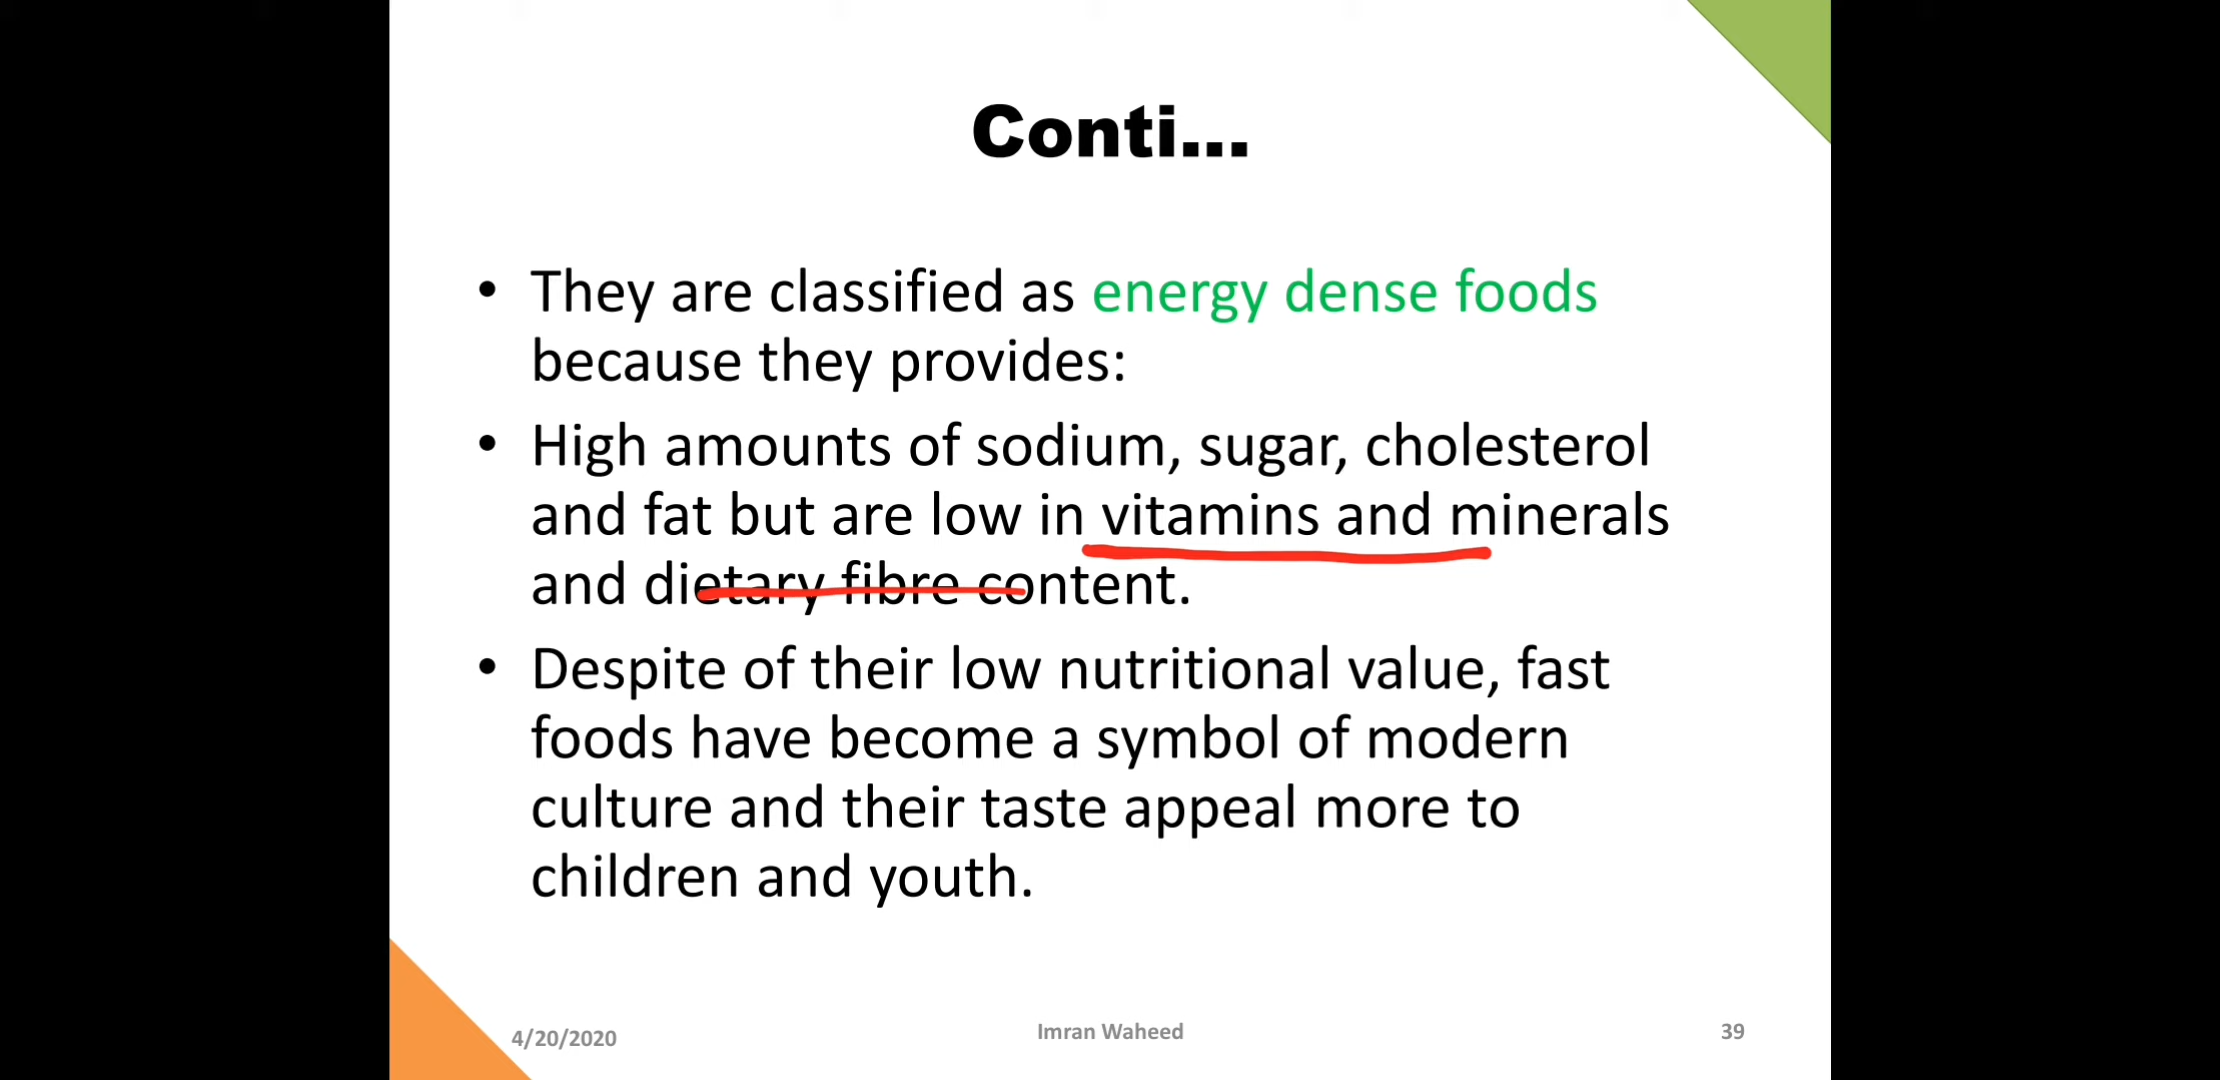 Conti...
• They are classified as energy dense foods
because they provides:
• High amounts of sodium, sugar, cholesterol
and fat but are low in vitamins and minerals
and dietary fibre content.
• Despite of their low nutritional value, fast
foods have become a symbol of modern
culture and their taste appeal more to
children and youth.
4/20/2020
Imran Waheed
39